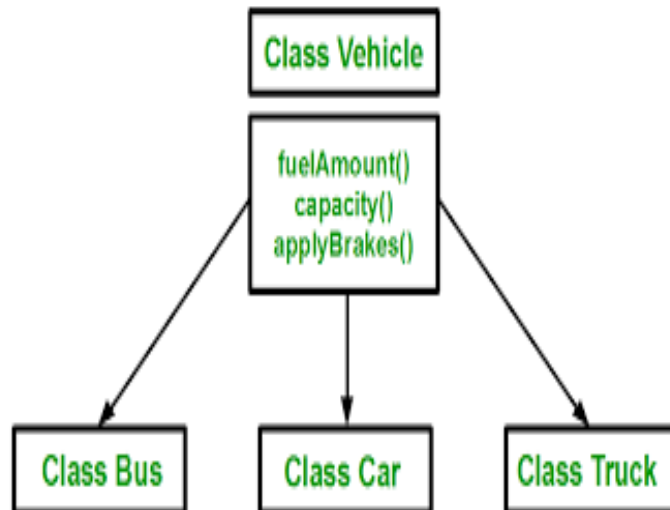 Class Vehicle
fuelAmount()
capacity()
applyBrakes()
Class Bus
Class Car
Class Truck